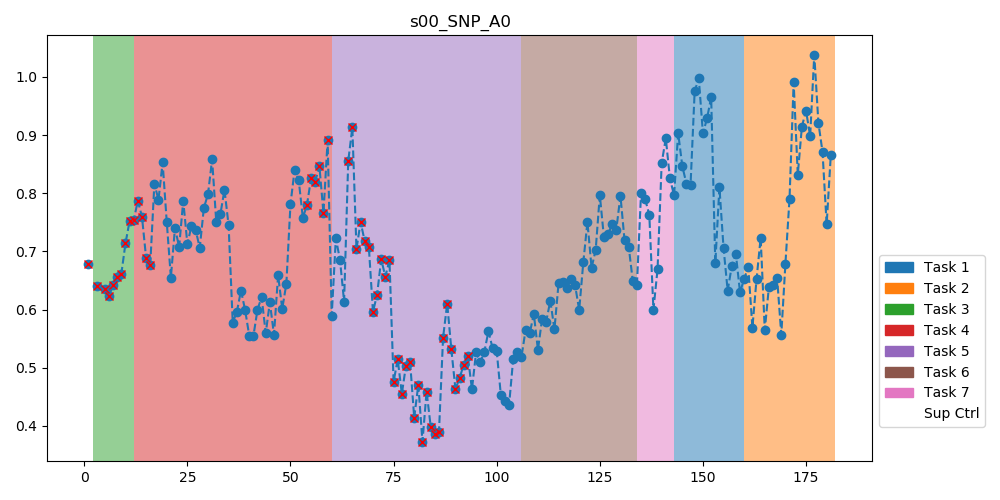 s00_SNP_A0
1.0
0.9
0.8
0.7
0.6
0.5
0.4
0 25 50 75 100 125 150 175
Task 1
Task 2
Task 3
Task 4
Task 5
Task 6
Task 7
Sup Ctrl